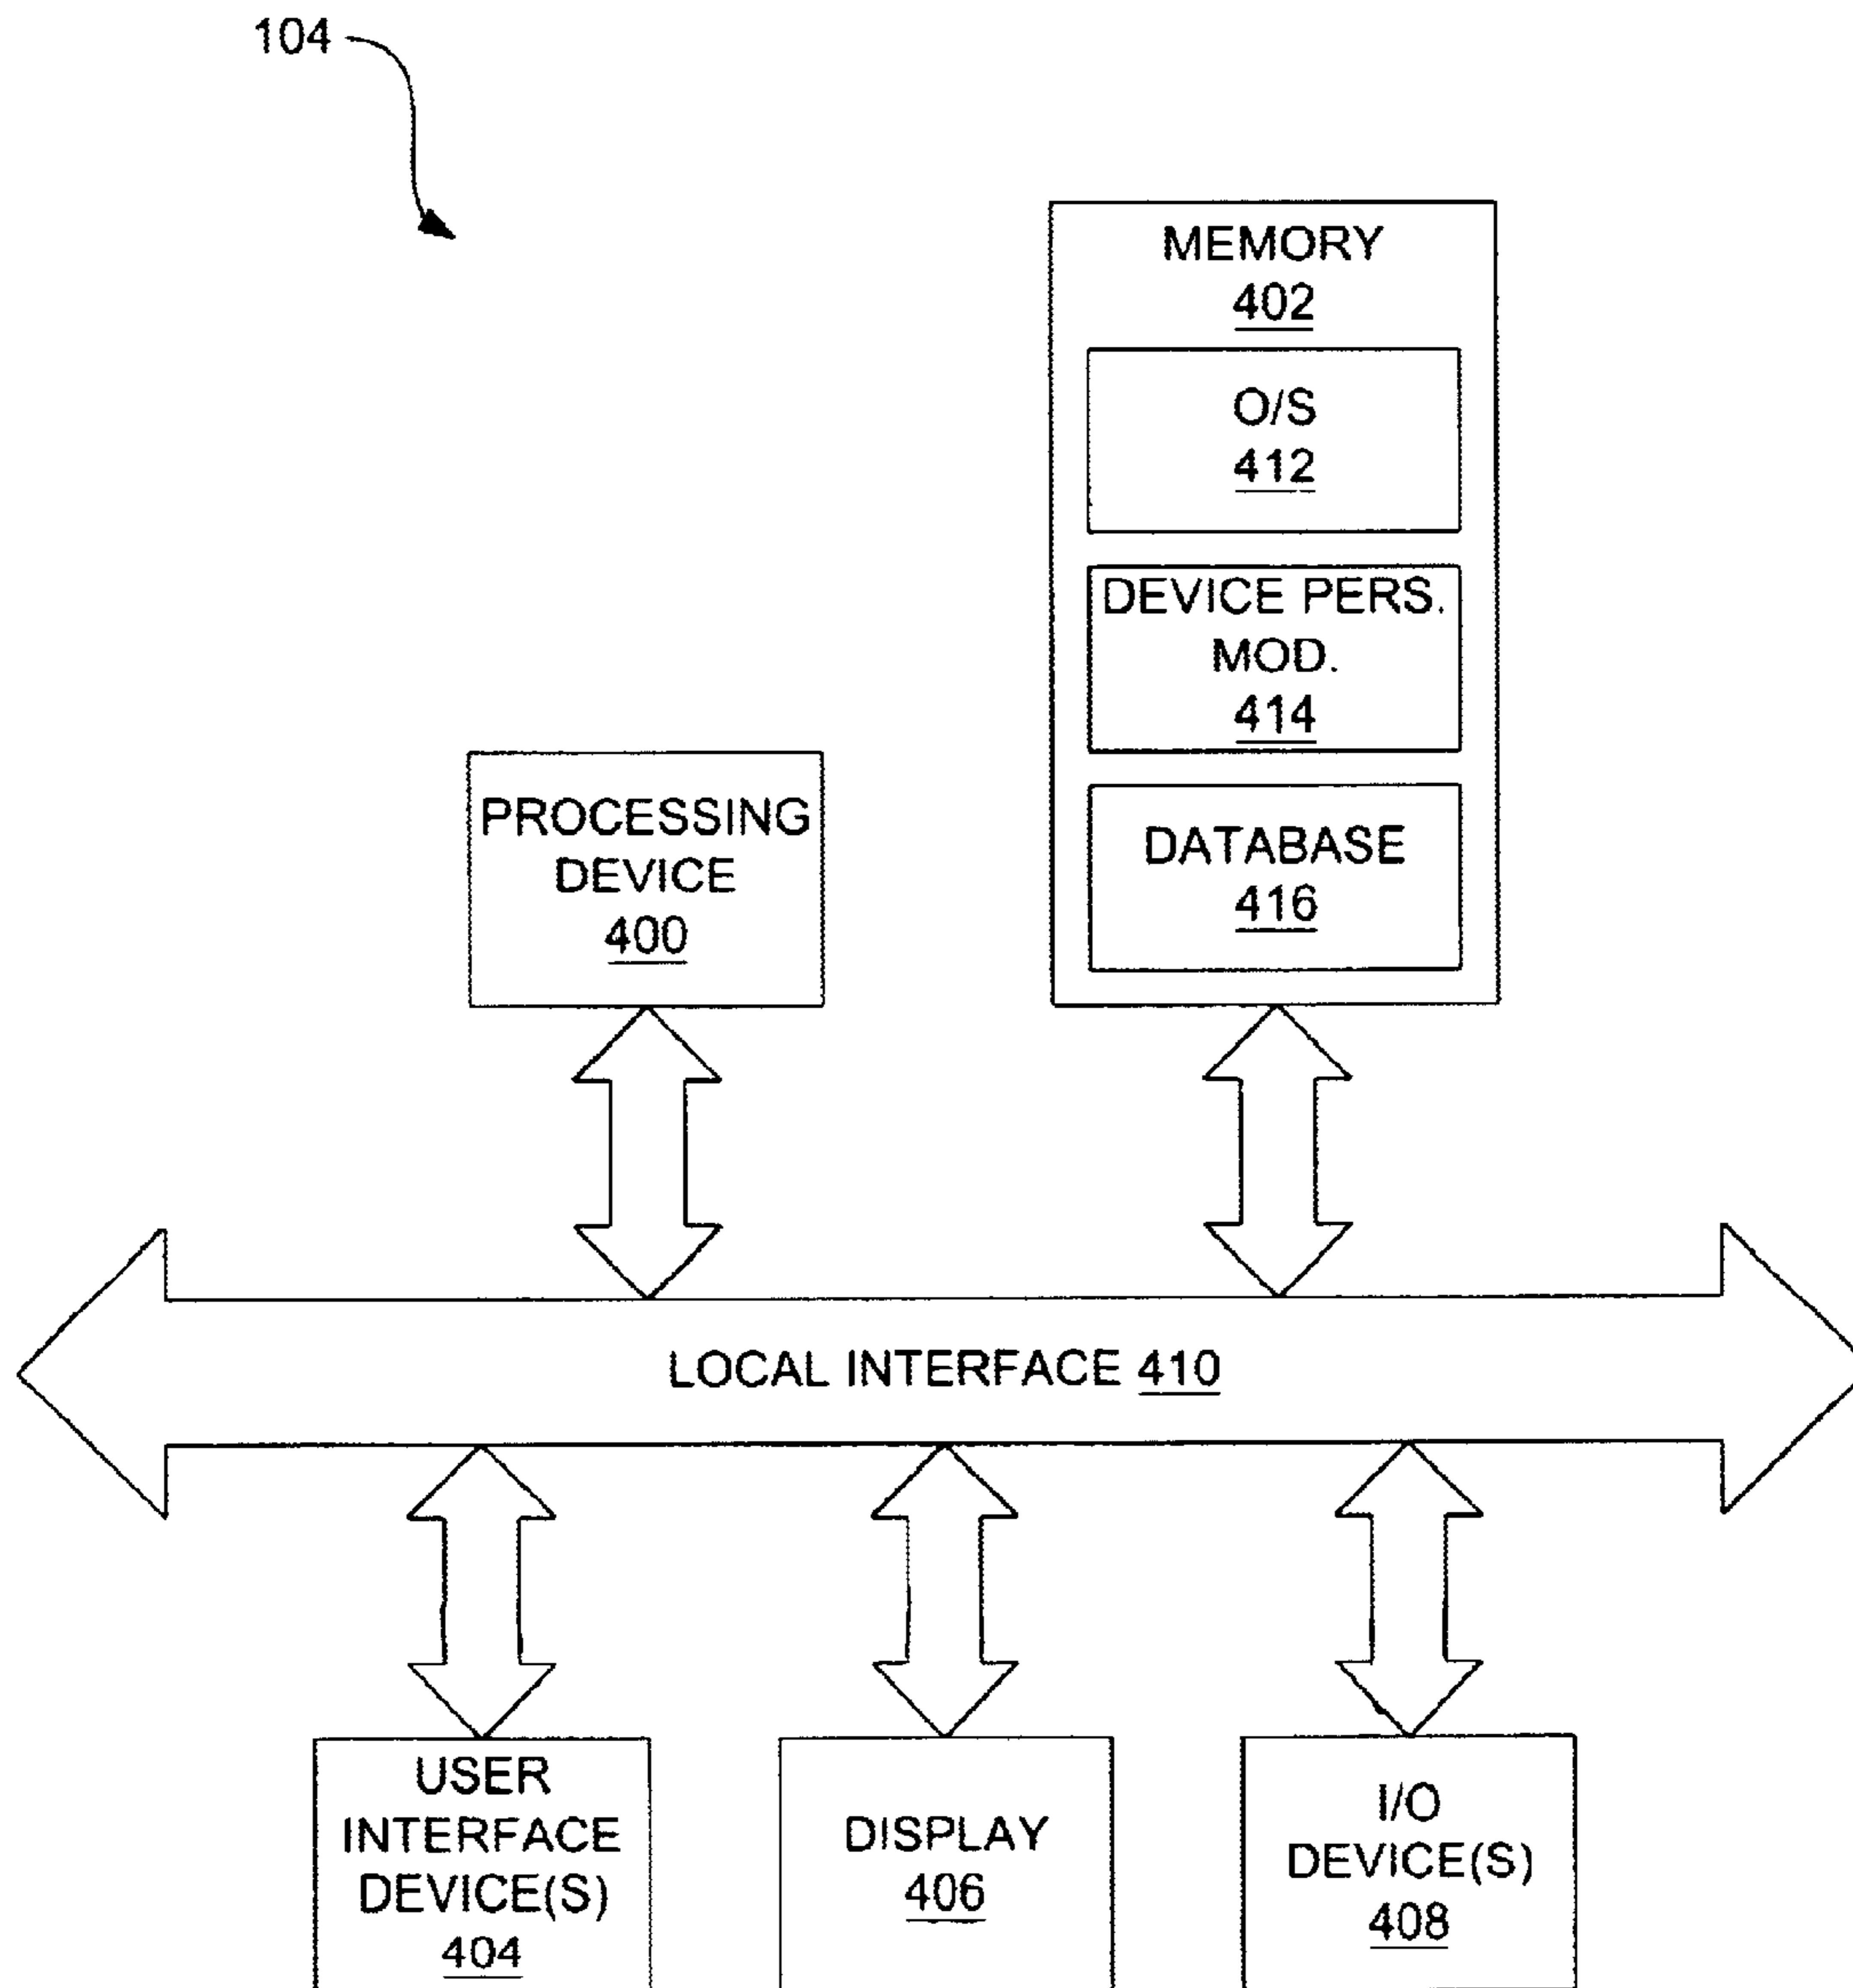 104
MEMORY
402
O/S
412
DEVICE PERS.
MOD.
414
DATABASE
416
PROCESSING
DEVICE
400
LOCAL INTERFACE 410
USER
INTERFACE
DEVICE(S)
404
DISPLAY
406
I/O
DEVICE(S)
408